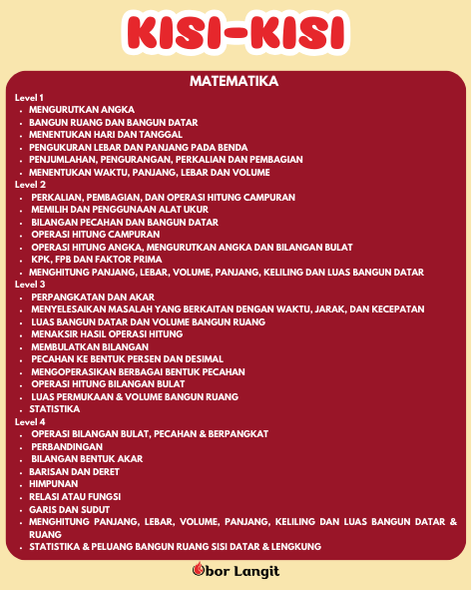 KISI-KISI
MATEMATIKA
Level 1
• MENGURUTKAN ANGKA
• BANGUN RUANG DAN BANGUN DATAR
• MENENTUKAN HARI DAN TANGGAL
• PENGUKURAN LEBAR DAN PANJANG PADA BENDA
• PENJUMLAHAN, PENGURANGAN, PERKALIAN DAN PEMBAGIAN
• MENENTUKAN WAKTU, PANJANG, LEBAR DAN VOLUME
Level 2
• PERKALIAN, PEMBAGIAN, DAN OPERASI HITUNG CAMPURAN
• MEMILIH DAN PENGGUNAAN ALAT UKUR
• BILANGAN PECAHAN DAN BANGUN DATAR
• OPERASI HITUNG CAMPURAN
• OPERASI HITUNG ANGKA, MENGURUTKAN ANGKA DAN BILANGAN BULAT
• KPK, FPB DAN FAKTOR PRIMA
• MENGHITUNG PANJANG, LEBAR, VOLUME, PANJANG, KELILING DAN LUAS BANGUN DATAR
Level 3
• PERPANGKATAN DAN AKAR
• MENYELESAIKAN MASALAH YANG BERKAITAN DENGAN WAKTU, JARAK, DAN KECEPATAN
• LUAS BANGUN DATAR DAN VOLUME BANGUN RUANG
• MENAKSIR HASIL OPERASI HITUNG
• MEMBULATKAN BILANGAN
• PECAHAN KE BENTUK PERSEN DAN DESIMAL
• MENGOPERASIKAN BERBAGAI BENTUK PECAHAN
• OPERASI HITUNG BILANGAN BULAT
• LUAS PERMUKAAN & VOLUME BANGUN RUANG
• STATISTIKA
Level 4
• OPERASI BILANGAN BULAT, PECAHAN & BERPANGKAT
• PERBANDINGAN
• BILANGAN BENTUK AKAR
• BARISAN DAN DERET
• HIMPUNAN
• RELASI ATAU FUNGSI
• GARIS DAN SUDUT
• MENGHITUNG PANJANG, LEBAR, VOLUME, PANJANG, KELILING DAN LUAS BANGUN DATAR &
RUANG
• STATISTIKA & PELUANG BANGUN RUANG SISI DATAR & LENGKUNG
Obor Langit